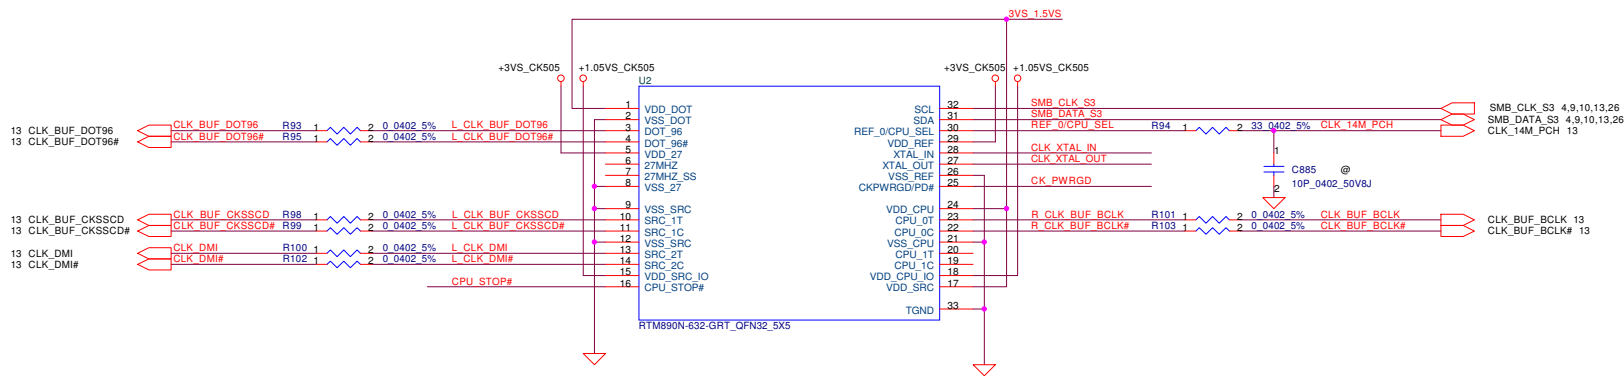 3VS_1.5VS
+3VS_CK505 +1.05VS_CK505 +3VS_CK505 +1.05VS_CK505
U2
1 VDD_DOT SCL 32 SMB_CLK_S3 SMB_CLK_S3 4,9,10,13,26
2 VSS_DOT SDA 31 SMB_DATA_S3 SMB_DATA_S3 4,9,10,13,26
13 CLK_BUF_DOT96 CLK_BUF_DOT96 R93 1 2 0_0402_5% L_CLK_BUF_DOT96 3 DOT_96 REF_0/CPU_SEL 30 REF_0/CPU_SEL R94 1 2 33_0402_5% CLK_14M_PCH CLK_14M_PCH 13
13 CLK_BUF_DOT96# CLK_BUF_DOT96# R95 1 2 0_0402_5% L_CLK_BUF_DOT96# 4 DOT_96# VDD_REF 29
5 VDD_27 XTAL_IN 28 CLK_XTAL_IN 1
6 27MHZ XTAL_OUT 27 CLK_XTAL_OUT
7 27MHZ_SS VSS_REF 26 C885 @
8 VSS_27 CKPWRGD/PD# 25 CK_PWRGD 2 10P_0402_50V8J
9 VSS_SRC VDD_CPU 24
13 CLK_BUF_CKSSCD CLK_BUF_CKSSCD R98 1 2 0_0402_5% L_CLK_BUF_CKSSCD 10 SRC_1T CPU_0T 23 R_CLK_BUF_BCLK R101 1 2 0_0402_5% CLK_BUF_BCLK CLK_BUF_BCLK 13
13 CLK_BUF_CKSSCD# CLK_BUF_CKSSCD# R99 1 2 0_0402_5% L_CLK_BUF_CKSSCD# 11 SRC_1C CPU_0C 22 R_CLK_BUF_BCLK# R103 1 2 0_0402_5% CLK_BUF_BCLK# CLK_BUF_BCLK# 13
12 VSS_SRC VSS_CPU 21
13 CLK_DMI CLK_DMI R100 1 2 0_0402_5% L_CLK_DMI 13 SRC_2T CPU_1T 20
13 CLK_DMI# CLK_DMI# R102 1 2 0_0402_5% L_CLK_DMI# 14 SRC_2C CPU_1C 19
15 VDD_SRC_IO VDD_CPU_IO 18
CPU_STOP# 16 CPU_STOP# VDD_SRC 17
TGND 33
RTM890N-632-GRT_QFN32_5X5